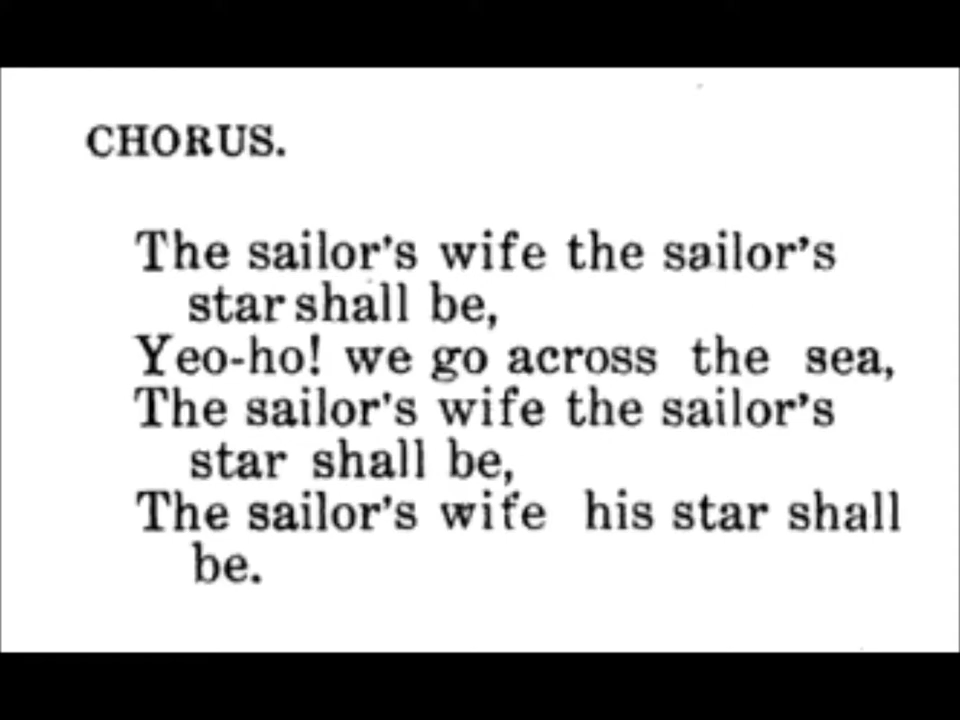 CHORUS.
The sailor's wife the sailor's
star shall be,
Yeo-ho! we go across the sea,
The sailor's wife the sailor's
star shall be,
The sailor's wife his star shall
be.